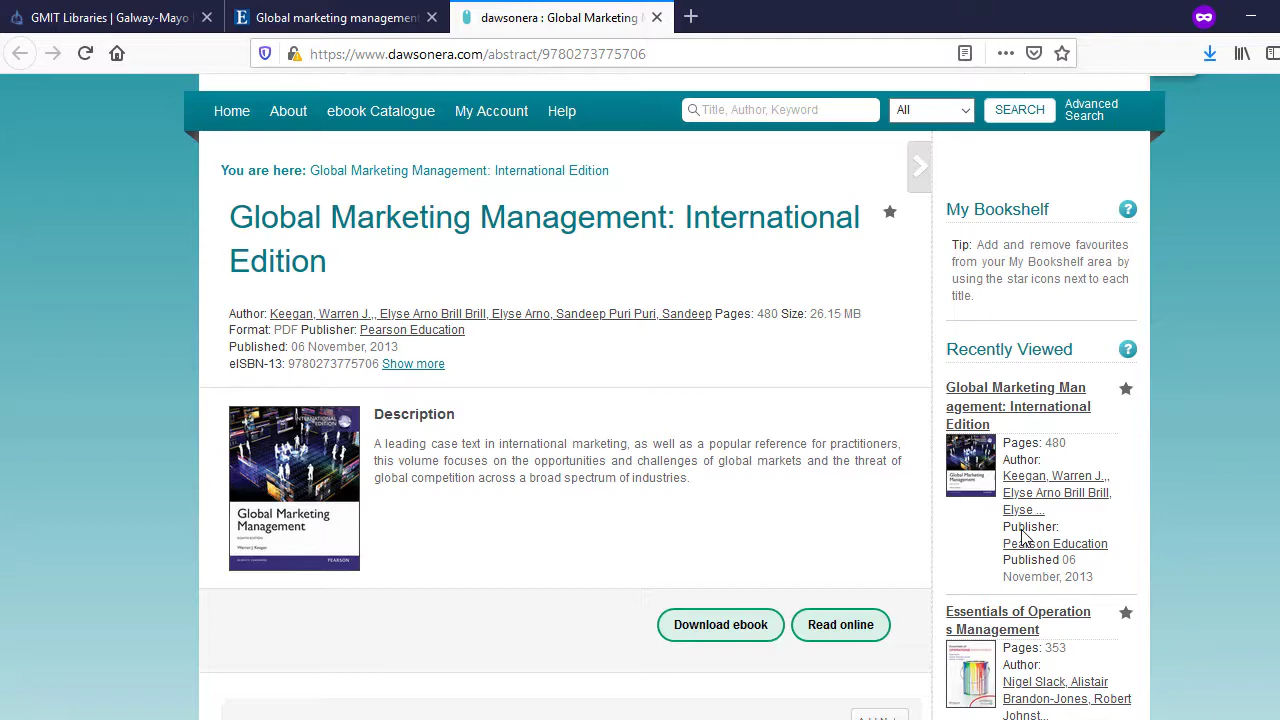 GMIT Libraries | Galway-Mayo
Global marketing management
dawsonera : Global Marketing
https://www.dawsonera.com/abstract/9780273775706
Home About ebook Catalogue My Account Help
Title, Author, Keyword
All
SEARCH
Advanced
Search
You are here: Global Marketing Management: International Edition
Global Marketing Management: International
Edition
Author: Keegan, Warren J.,, Elyse Arno Brill Brill, Elyse Arno, Sandeep Puri Puri, Sandeep Pages: 480 Size: 26.15 MB
Format: PDF Publisher: Pearson Education
Published: 06 November, 2013
eISBN-13: 9780273775706 Show more
INTERNATIONAL EDITION
Global Marketing
Management
EIGHTH EDITION
Warren J. Keegan
PEARSON
Description
A leading case text in international marketing, as well as a popular reference for practitioners,
this volume focuses on the opportunities and challenges of global markets and the threat of
global competition across a broad spectrum of industries.
Download ebook
Read online
My Bookshelf
?
Tip: Add and remove favourites
from your My Bookshelf area by
using the star icons next to each
title.
Recently Viewed
?
Global Marketing Man
agement: International
Edition
Global Marketing
Management
Pages: 480
Author:
Keegan, Warren J.,,
Elyse Arno Brill Brill,
Elyse ...
Publisher:
Pearson Education
Published 06
November, 2013
Essentials of Operation
s Management
Pages: 353
Author:
Nigel Slack, Alistair
Brandon-Jones, Robert
Johnst...